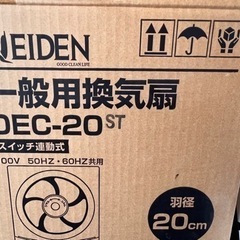 EIDEN
GOOD CLEAN LIFE
一般用換気扇
DEC-20ST
スイッチ連動式
00V 50HZ・60HZ共用
羽径
20cm